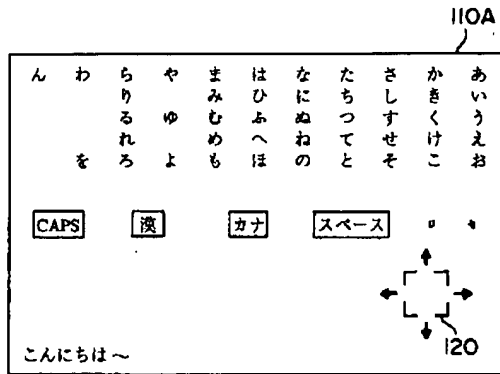 110A
あいうえお
かきくけこ
さしすせそ
たちつてと
なにぬねの
はひふへほ
まみむめも
やゆよ
ちりるれろ
わを
ん
CAPS 漢 カナ スペース ゜ ゛
120
こんにちは～